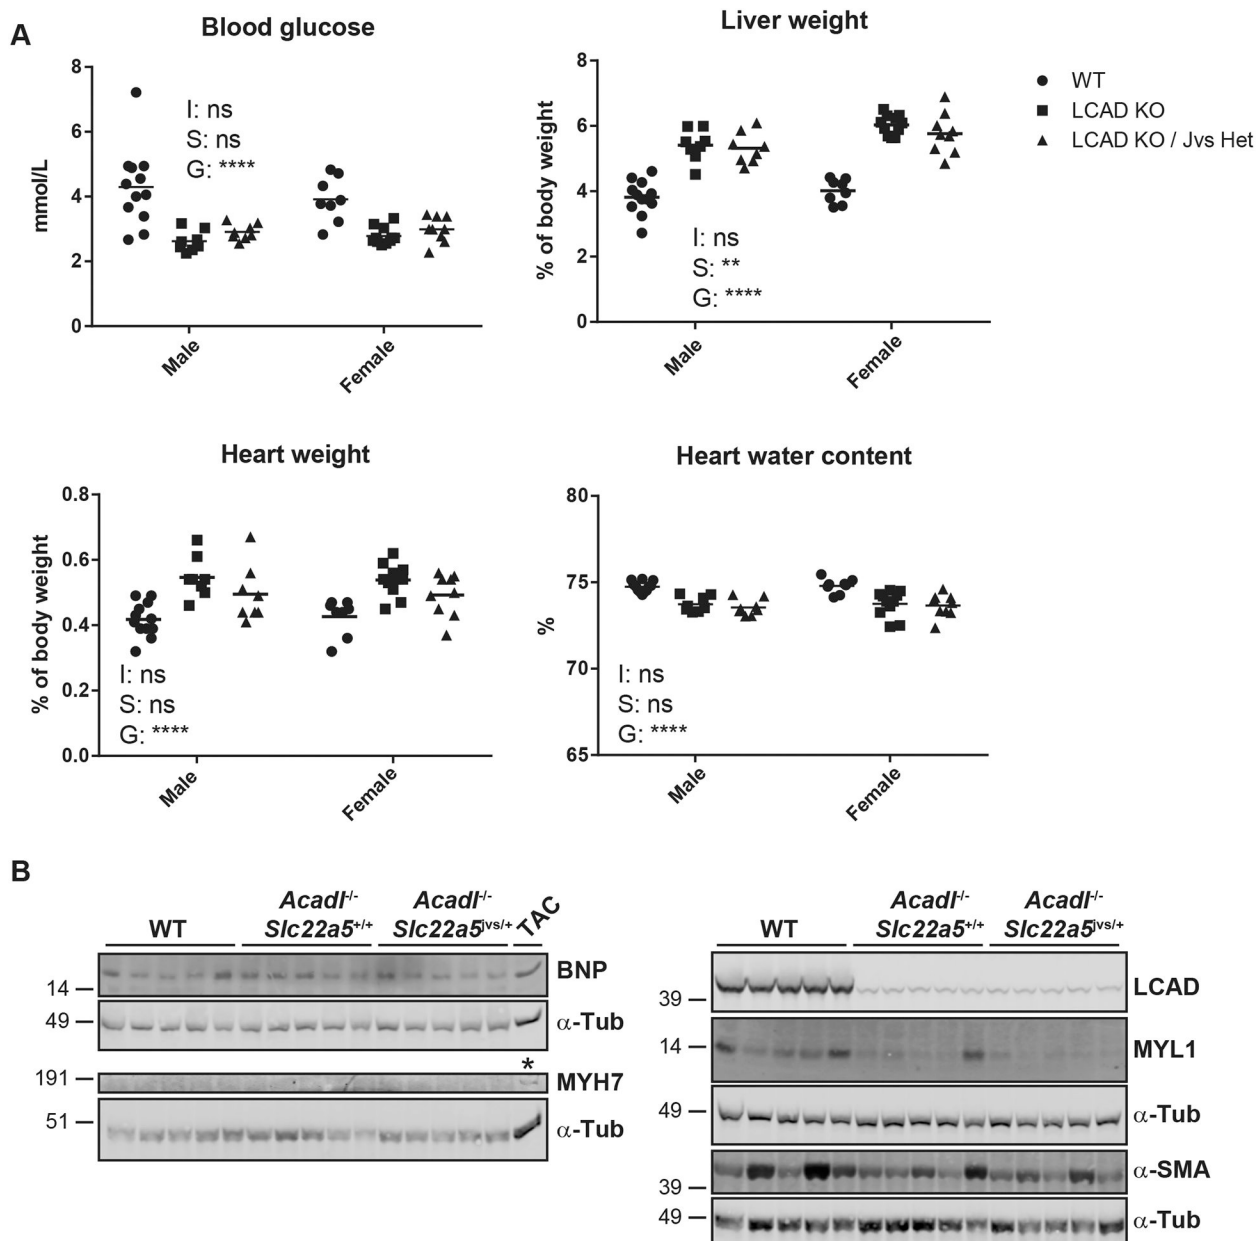 A
Blood glucose
8
6
4
2
0
mmol/L
I: ns
S: ns
G: ****
Male
Female
Liver weight
8
6
4
2
0
% of body weight
I: ns
S: **
G: ****
Male
Female
WT
LCAD KO
LCAD KO / Jvs Het
Heart weight
0.8
0.6
0.4
0.2
0.0
% of body weight
I: ns
S: ns
G: ****
Male
Female
Heart water content
80
75
70
65
%
I: ns
S: ns
G: ****
Male
Female
B
WT
Acadl-/-
Slc22a5+/+
Acadl-/-
Slc22a5jvs/+
TAC
14
BNP
49
α-Tub
*
191
MYH7
51
α-Tub
WT
Acadl-/-
Slc22a5+/+
Acadl-/-
Slc22a5jvs/+
39
LCAD
14
MYL1
49
α-Tub
39
α-SMA
49
α-Tub